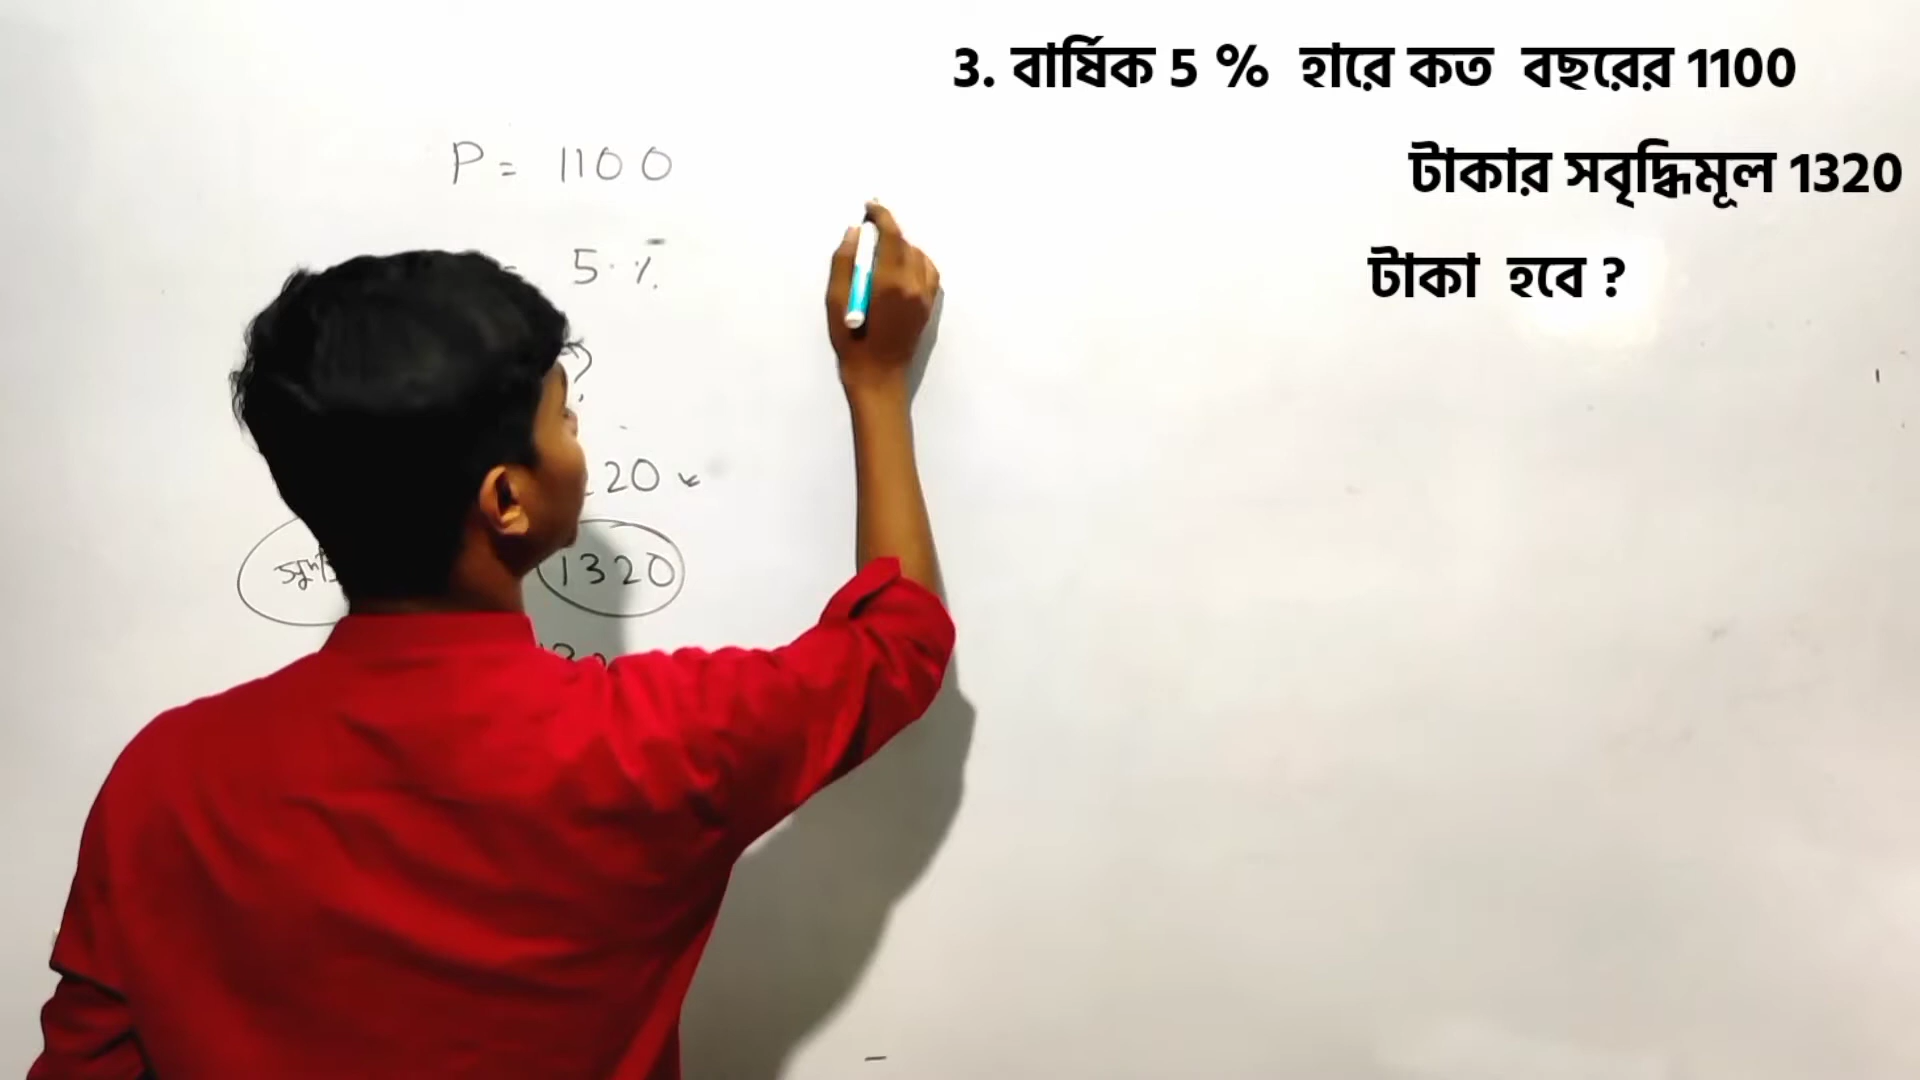 3. বার্ষিক 5 % হারে কত বছরের 1100
টাকার সবৃদ্ধিমূল 1320
টাকা হবে ?
P = 1100
= 5 %
?
20
1320